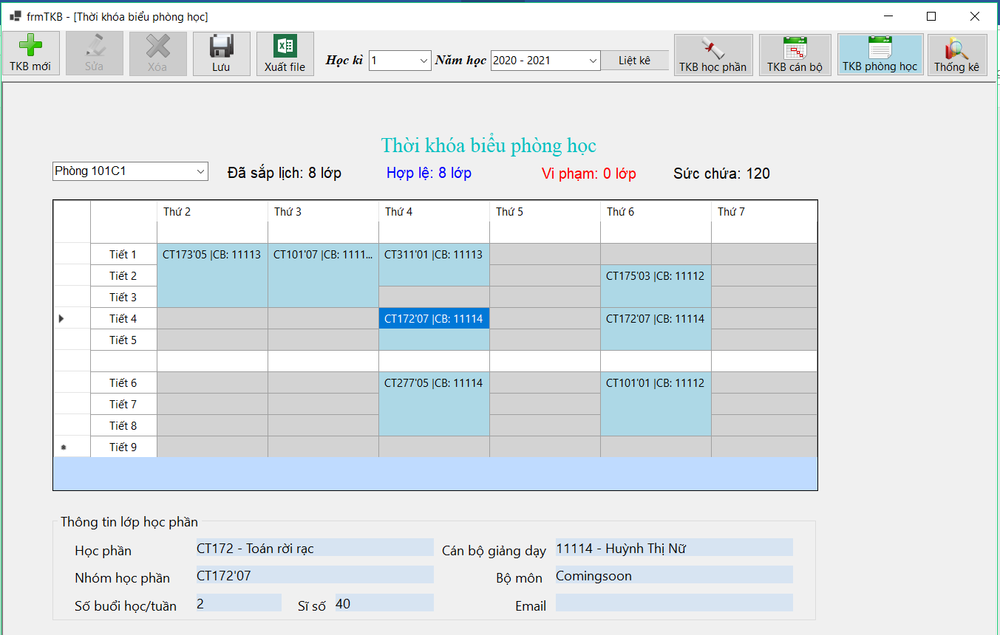 frmTKB - [Thời khóa biểu phòng học]
TKB mới Sửa Xóa Lưu Xuất file Học kì 1 Năm học 2020 - 2021 Liệt kê TKB học phần TKB cán bộ TKB phòng học Thống kê
Thời khóa biểu phòng học
Phòng 101C1 Đã sắp lịch: 8 lớp Hợp lệ: 8 lớp Vi phạm: 0 lớp Sức chứa: 120
Thứ 2 Thứ 3 Thứ 4 Thứ 5 Thứ 6 Thứ 7
Tiết 1 CT173'05 |CB: 11113 CT101'07 |CB: 1111... CT311'01 |CB: 11113
Tiết 2 CT175'03 |CB: 11112
Tiết 3
Tiết 4 CT172'07 |CB: 11114 CT172'07 |CB: 11114
Tiết 5
Tiết 6 CT277'05 |CB: 11114 CT101'01 |CB: 11112
Tiết 7
Tiết 8
Tiết 9
Thông tin lớp học phần
Học phần CT172 - Toán rời rạc Cán bộ giảng dạy 11114 - Huỳnh Thị Nữ
Nhóm học phần CT172'07 Bộ môn Comingsoon
Số buổi học/tuần 2 Sĩ số 40 Email